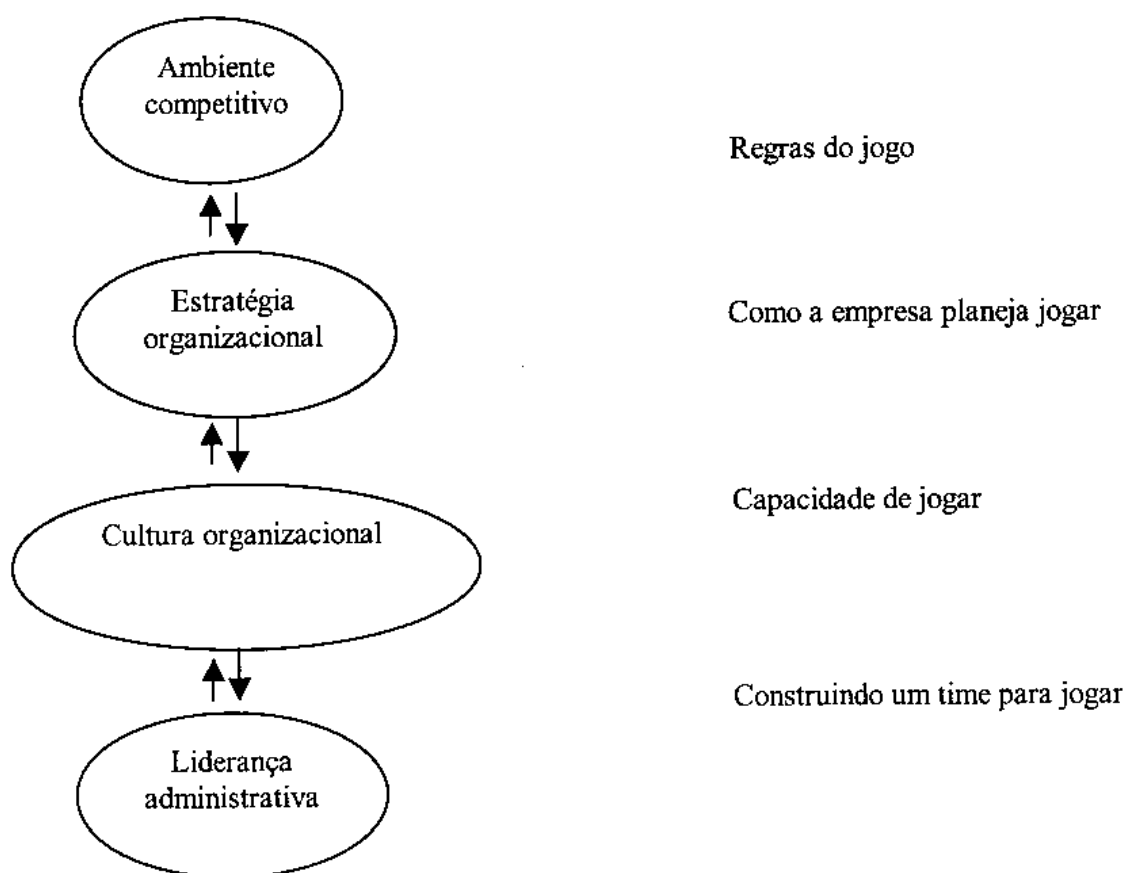 Ambiente
competitivo
Regras do jogo
Estratégia
organizacional
Como a empresa planeja jogar
Cultura organizacional
Capacidade de jogar
Liderança
administrativa
Construindo um time para jogar